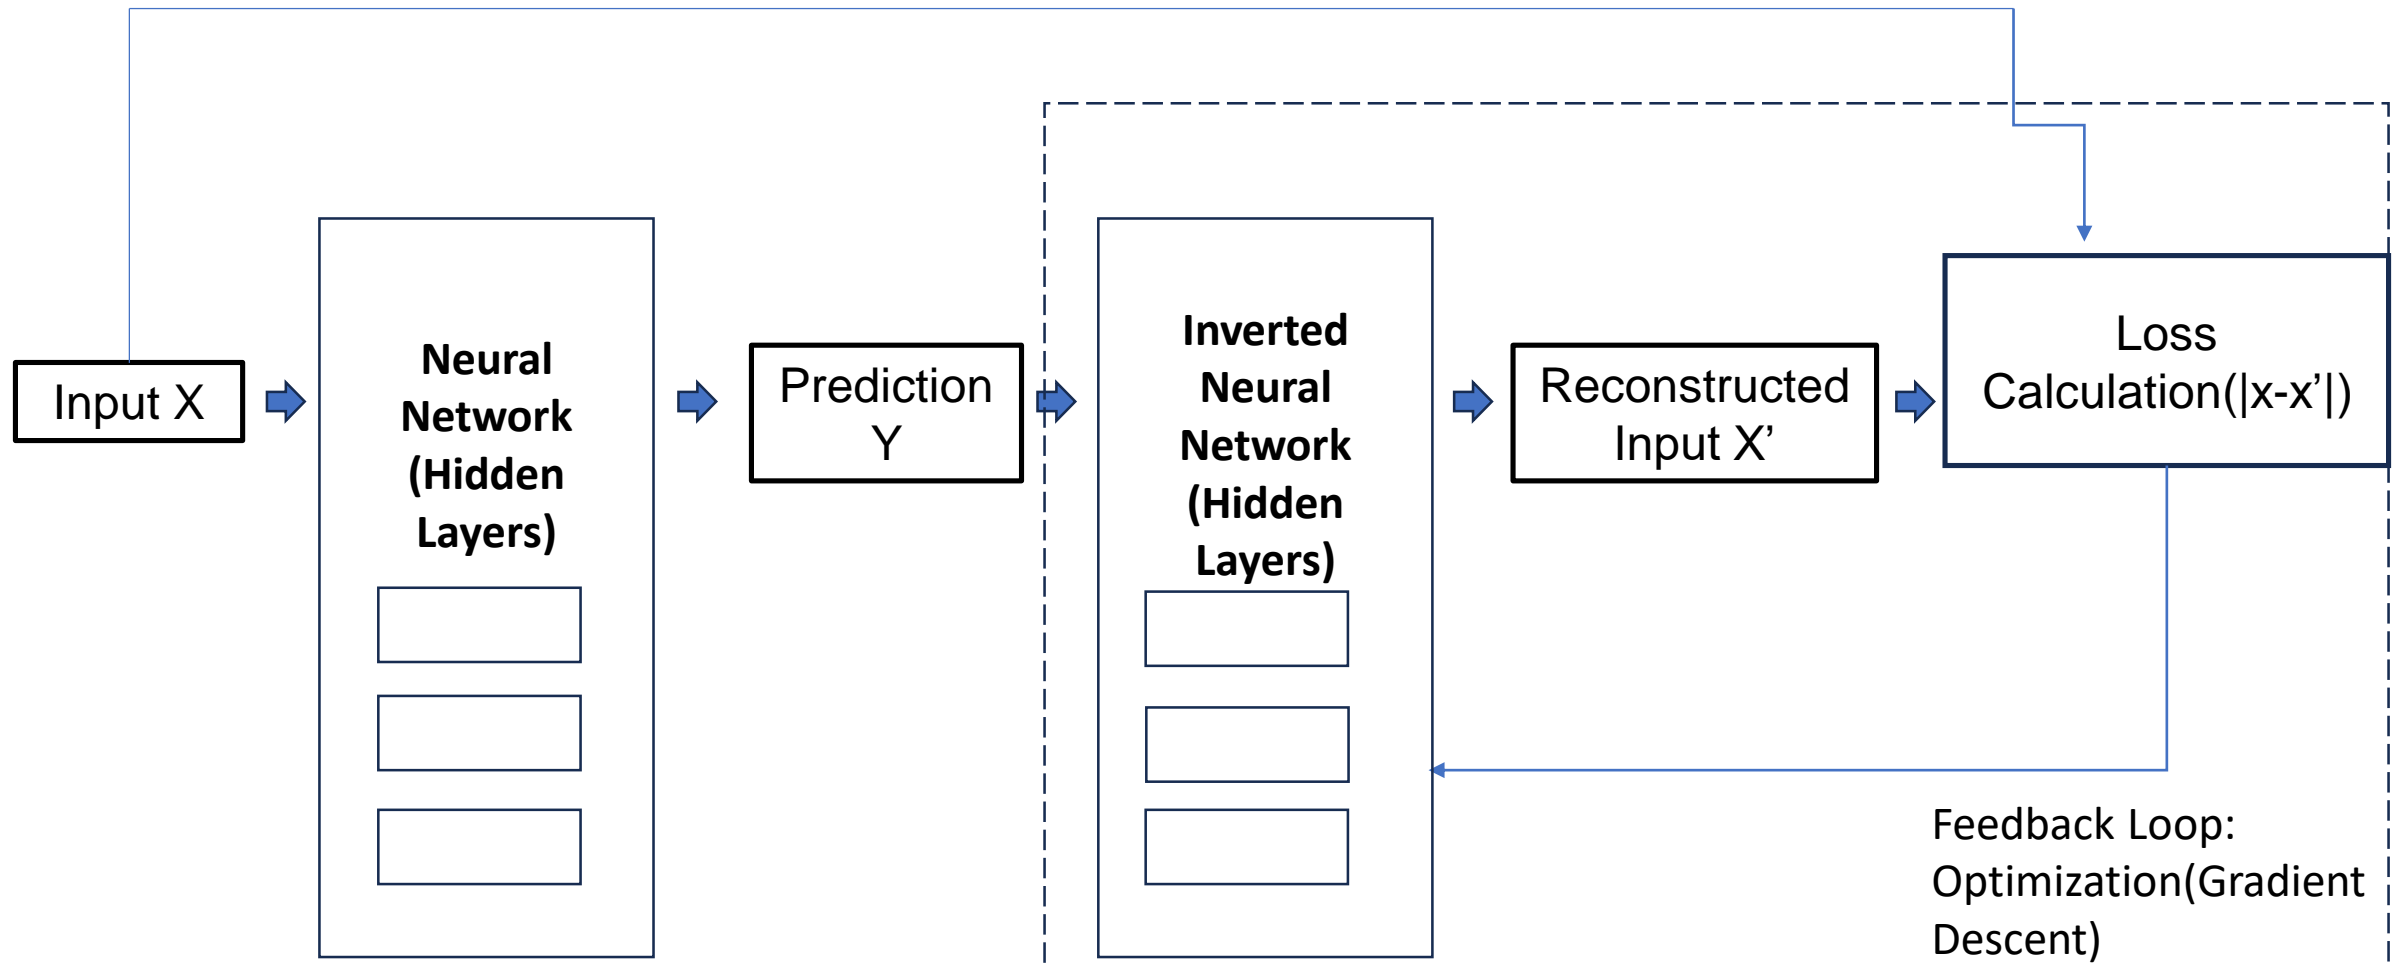 Input X
Neural
Network
(Hidden
Layers)
Prediction
Y
Inverted
Neural
Network
(Hidden
Layers)
Reconstructed
Input X’
Loss
Calculation(|x-x’|)
Feedback Loop:
Optimization(Gradient
Descent)